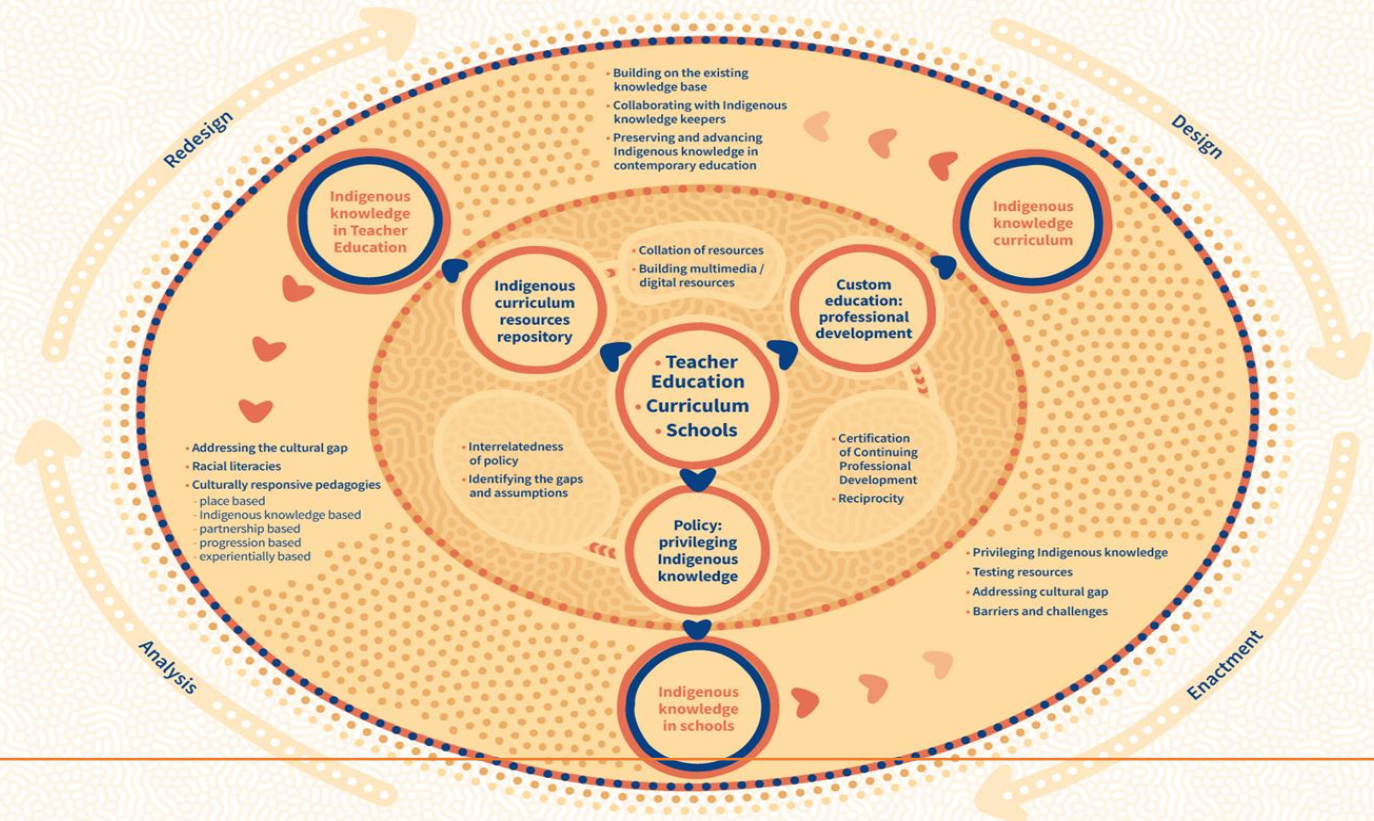 Redesign
Design
• Building on the existing
knowledge base
• Collaborating with Indigenous
knowledge keepers
• Preserving and advancing
Indigenous knowledge in
contemporary education
Indigenous
knowledge
in Teacher
Education
Indigenous
knowledge
curriculum
• Collation of resources
• Building multimedia /
digital resources
Indigenous
curriculum
resources
repository
Custom
education:
professional
development
• Teacher
Education
• Curriculum
• Schools
• Interrelatedness
of policy
• Identifying the gaps
and assumptions
• Certification
of Continuing
Professional
Development
• Reciprocity
• Addressing the cultural gap
• Racial literacies
• Culturally responsive pedagogies
- place based
- Indigenous knowledge based
- partnership based
- progression based
- experientially based
Policy:
privileging
Indigenous
knowledge
• Privileging Indigenous knowledge
• Testing resources
• Addressing cultural gap
• Barriers and challenges
Indigenous
knowledge
in schools
Analysis
Enactment